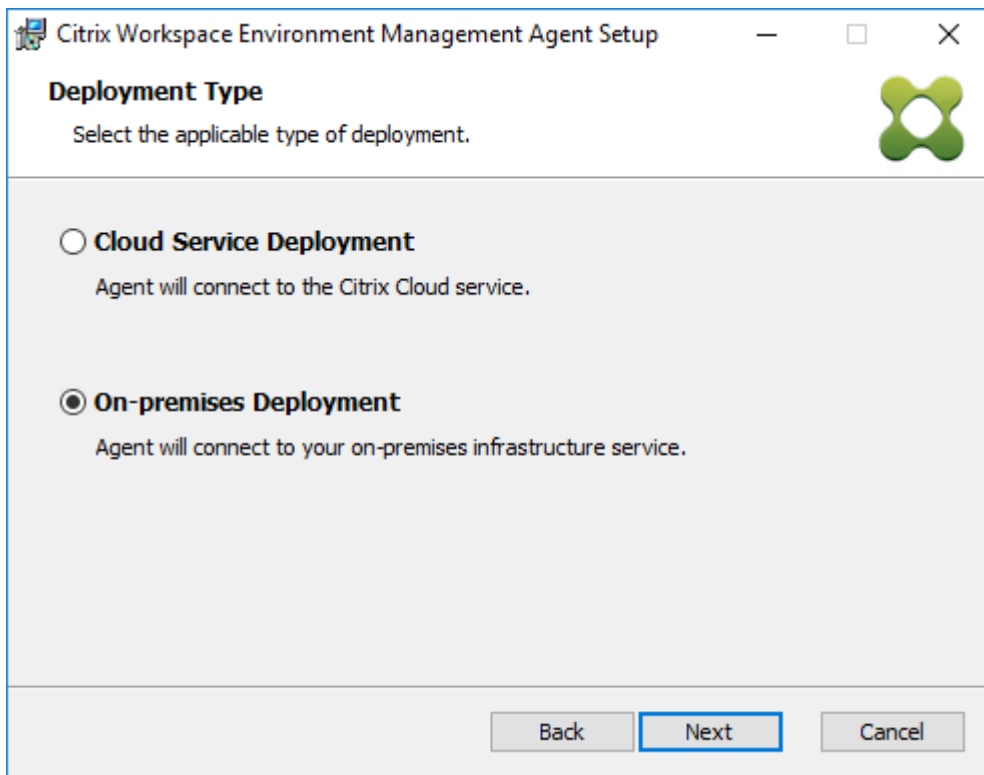 Citrix Workspace Environment Management Agent Setup
Deployment Type
Select the applicable type of deployment.
Cloud Service Deployment
Agent will connect to the Citrix Cloud service.
On-premises Deployment
Agent will connect to your on-premises infrastructure service.
Back Next Cancel